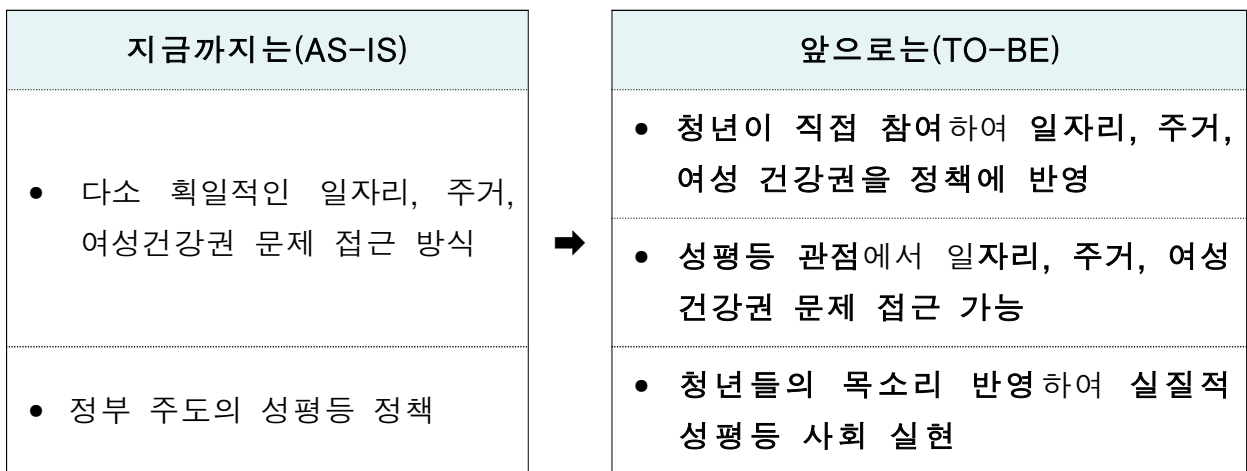 지금까지는(AS-IS)
• 다소 획일적인 일자리, 주거,
여성건강권 문제 접근 방식
• 정부 주도의 성평등 정책
➡
앞으로는(TO-BE)
• 청년이 직접 참여하여 일자리, 주거,
여성 건강권을 정책에 반영
• 성평등 관점에서 일자리, 주거, 여성
건강권 문제 접근 가능
• 청년들의 목소리 반영하여 실질적
성평등 사회 실현